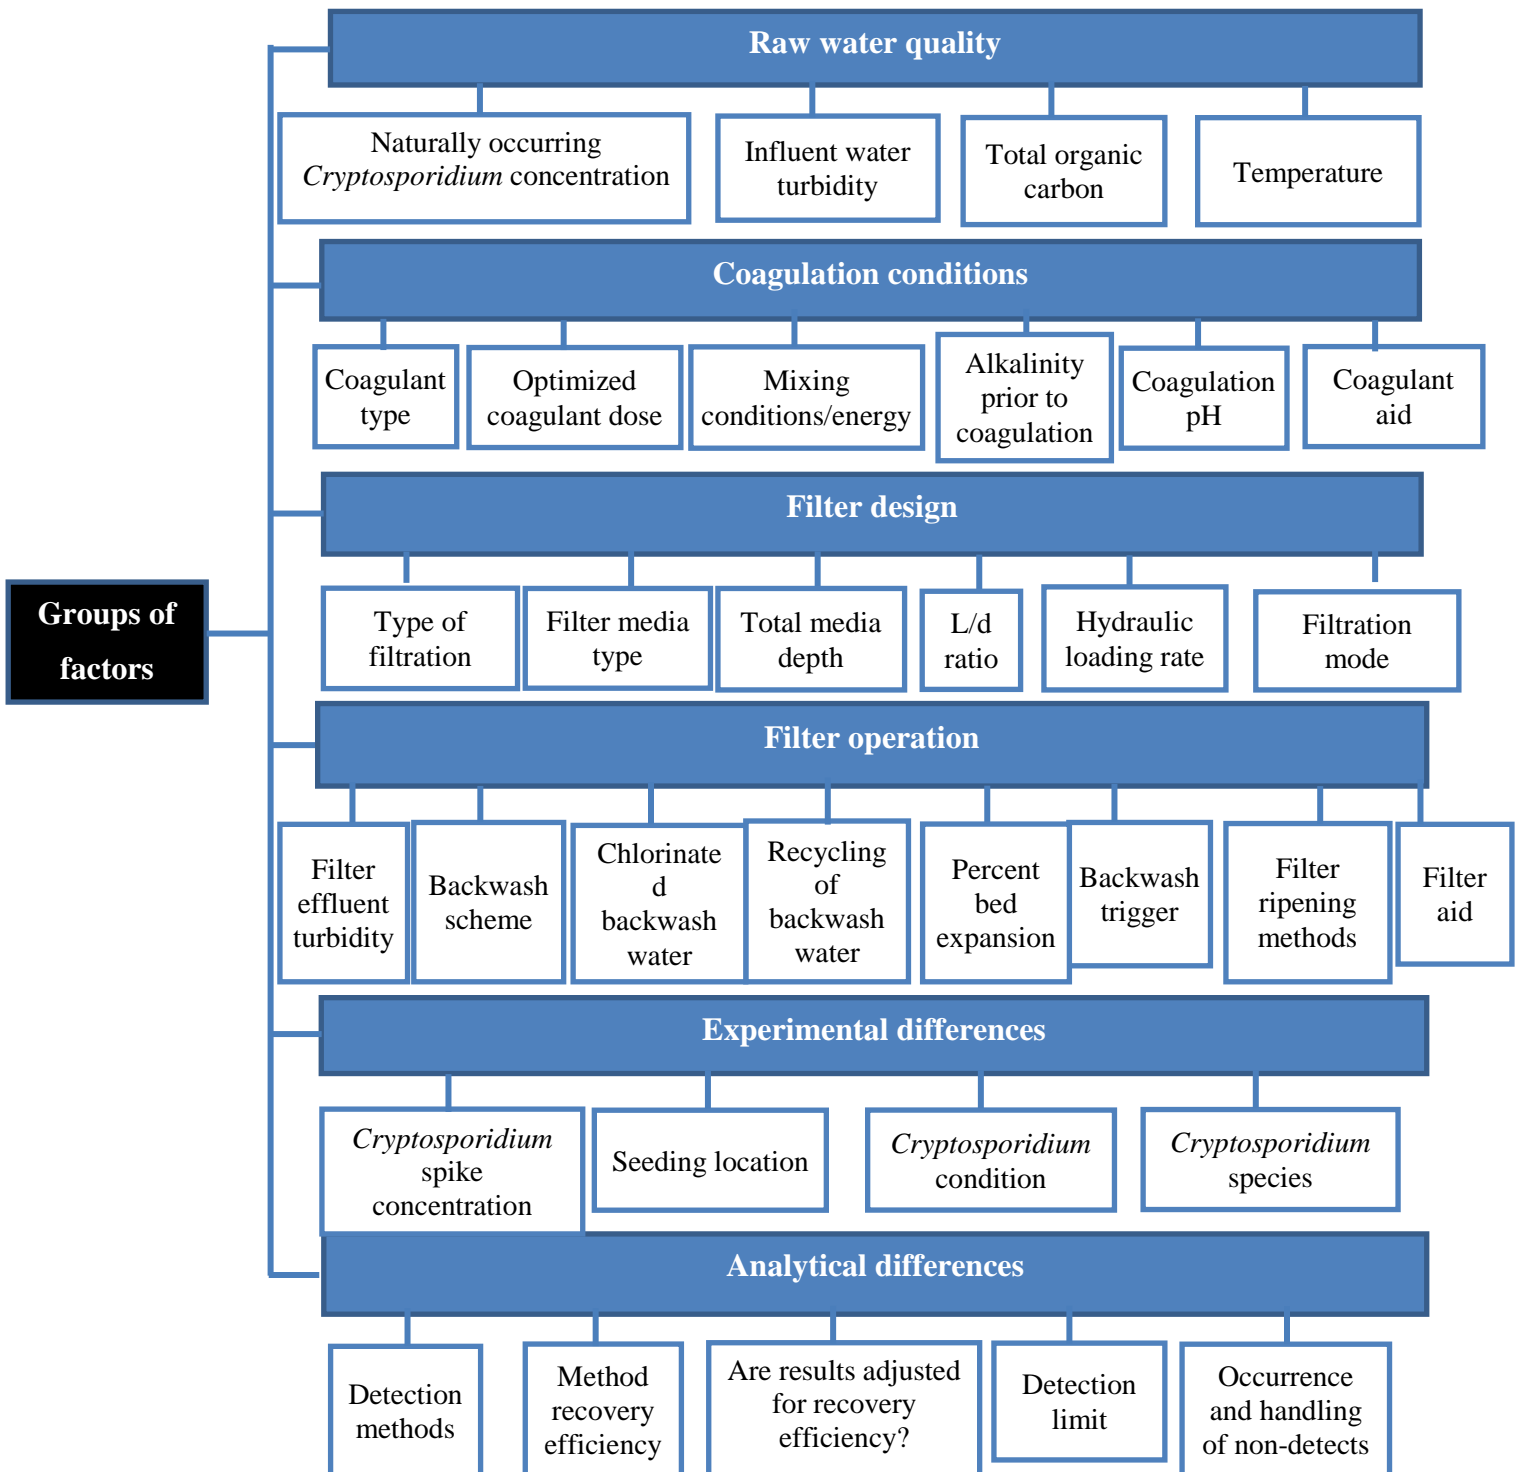 Raw water quality
Naturally occurring
Cryptosporidium concentration
Influent water
turbidity
Total organic
carbon
Temperature
Coagulation conditions
Coagulant
type
Optimized
coagulant dose
Mixing
conditions/energy
Alkalinity
prior to
coagulation
Coagulation
pH
Coagulant
aid
Filter design
Groups of
factors
Type of
filtration
Filter media
type
Total media
depth
L/d
ratio
Hydraulic
loading rate
Filtration
mode
Filter operation
Filter
effluent
turbidity
Backwash
scheme
Chlorinate
d
backwash
water
Recycling
of
backwash
water
Percent
bed
expansion
Backwash
trigger
Filter
ripening
methods
Filter
aid
Experimental differences
Cryptosporidium
spike
concentration
Seeding location
Cryptosporidium
condition
Cryptosporidium
species
Analytical differences
Detection
methods
Method
recovery
efficiency
Are results adjusted
for recovery
efficiency?
Detection
limit
Occurrence
and handling
of non-detects